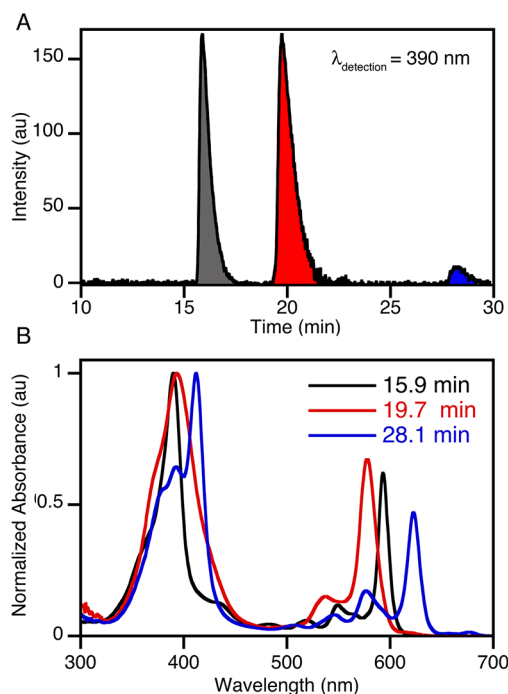 A
λdetection = 390 nm
Intensity (au)
150
100
50
0
10 15 20 25 30
Time (min)
B
Normalized Absorbance (au)
1
0.5
0
15.9 min
19.7 min
28.1 min
300 400 500 600 700
Wavelength (nm)